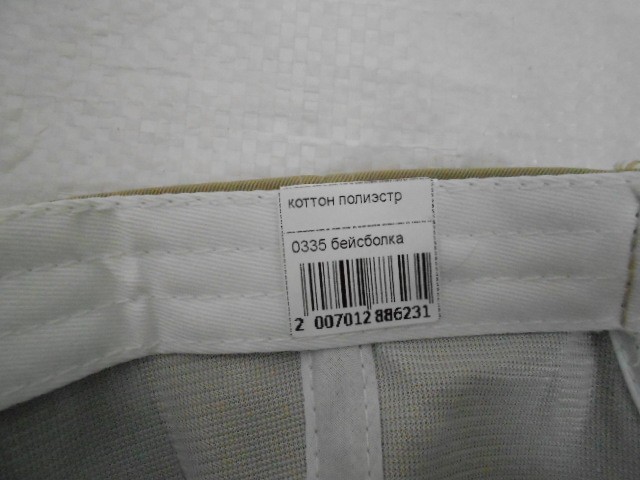 коттон полиэстр
0335 бейсболка
2 007012 886231